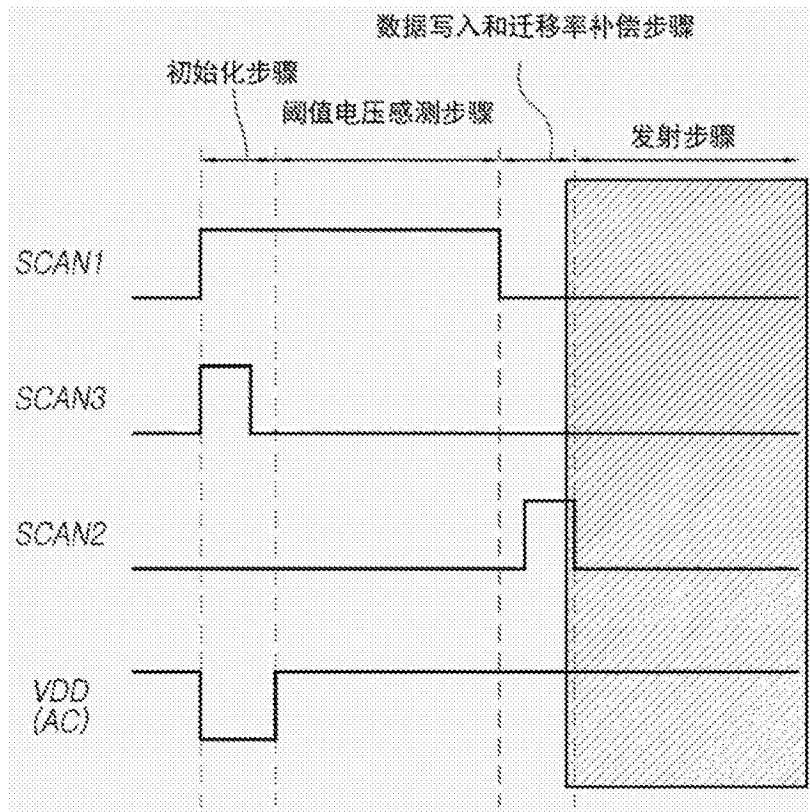 数据写入和迁移率补偿步骤
初始化步骤
阈值电压感测步骤
发射步骤
SCAN1
SCAN3
SCAN2
VDD
(AC)